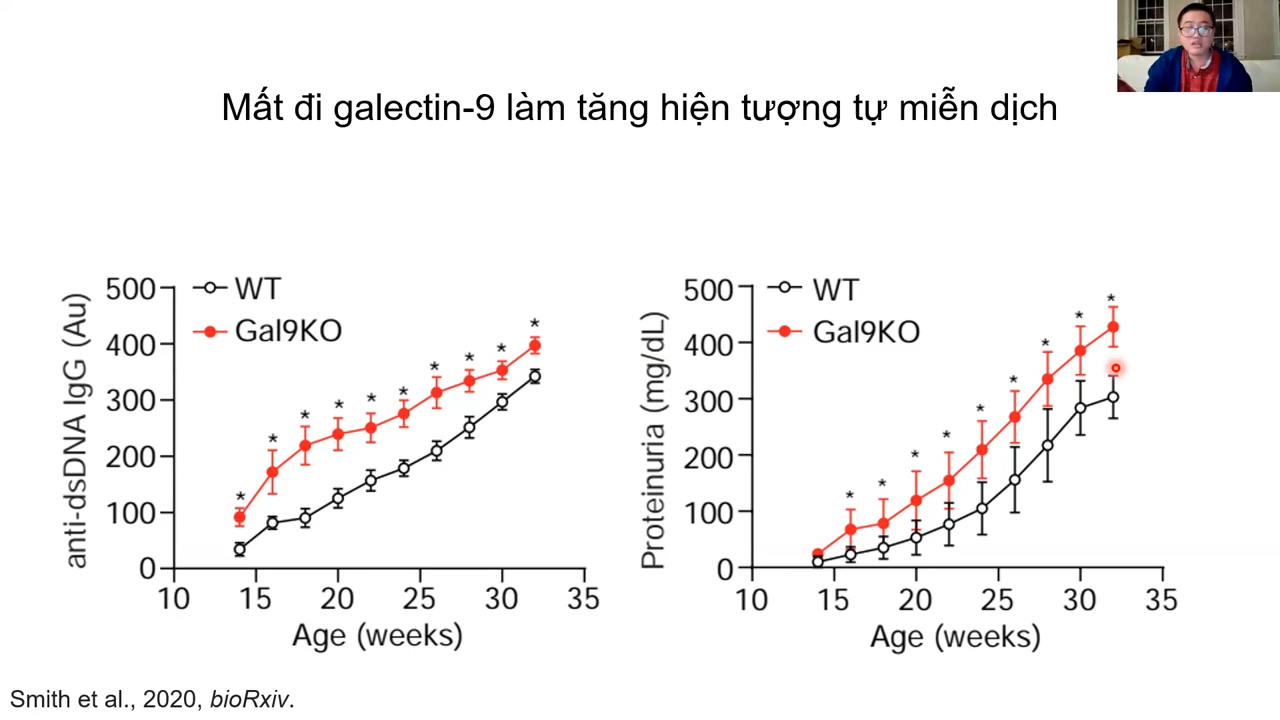 Mất đi galectin-9 làm tăng hiện tượng tự miễn dịch
anti-dsDNA IgG (Au)
500
400
300
200
100
0
WT
Gal9KO
* * * * * * * * * *
10 15 20 25 30 35
Age (weeks)
Proteinuria (mg/dL)
500
400
300
200
100
0
WT
Gal9KO
* * * * * * * * *
10 15 20 25 30 35
Age (weeks)
Smith et al., 2020, bioRxiv.